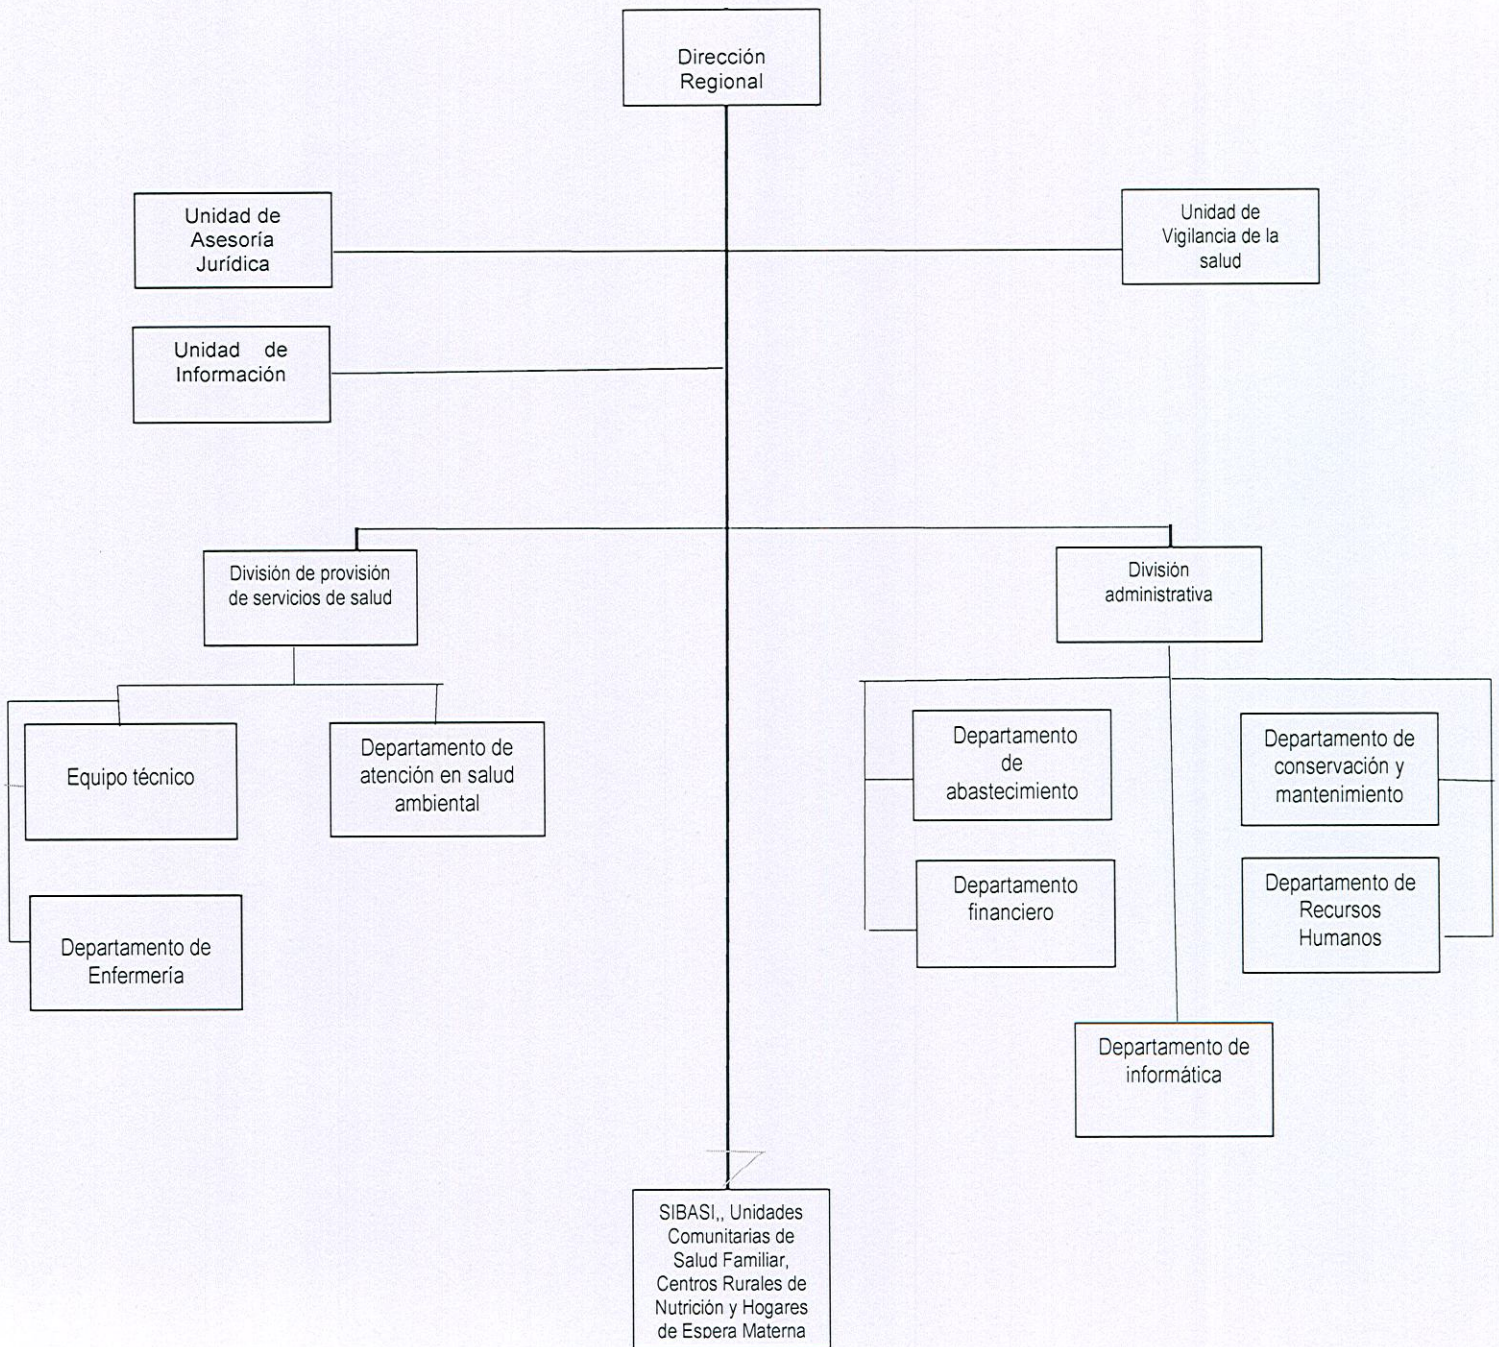 Dirección
Regional
Unidad de
Asesoría
Jurídica
Unidad de
Vigilancia de la
salud
Unidad de
Información
División de provisión
de servicios de salud
División
administrativa
Equipo técnico
Departamento de
atención en salud
ambiental
Departamento
de
abastecimiento
Departamento de
conservación y
mantenimiento
Departamento de
Enfermería
Departamento
financiero
Departamento de
Recursos
Humanos
Departamento de
informática
SIBASI,, Unidades
Comunitarias de
Salud Familiar,
Centros Rurales de
Nutrición y Hogares
de Espera Materna